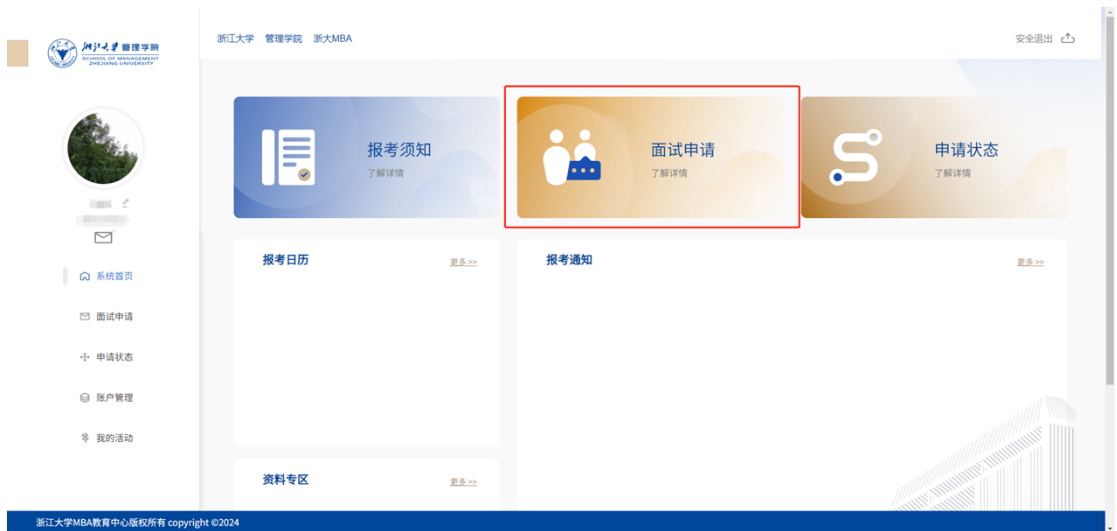 浙江大学 管理学院
SCHOOL OF MANAGEMENT
ZHEJIANG UNIVERSITY
浙江大学 管理学院 浙大MBA
安全退出
报考须知
了解详情
面试申请
了解详情
申请状态
了解详情
系统首页
面试申请
申请状态
账户管理
我的活动
报考日历
更多>>
报考通知
更多>>
资料专区
更多>>
浙江大学MBA教育中心版权所有 copyright ©2024